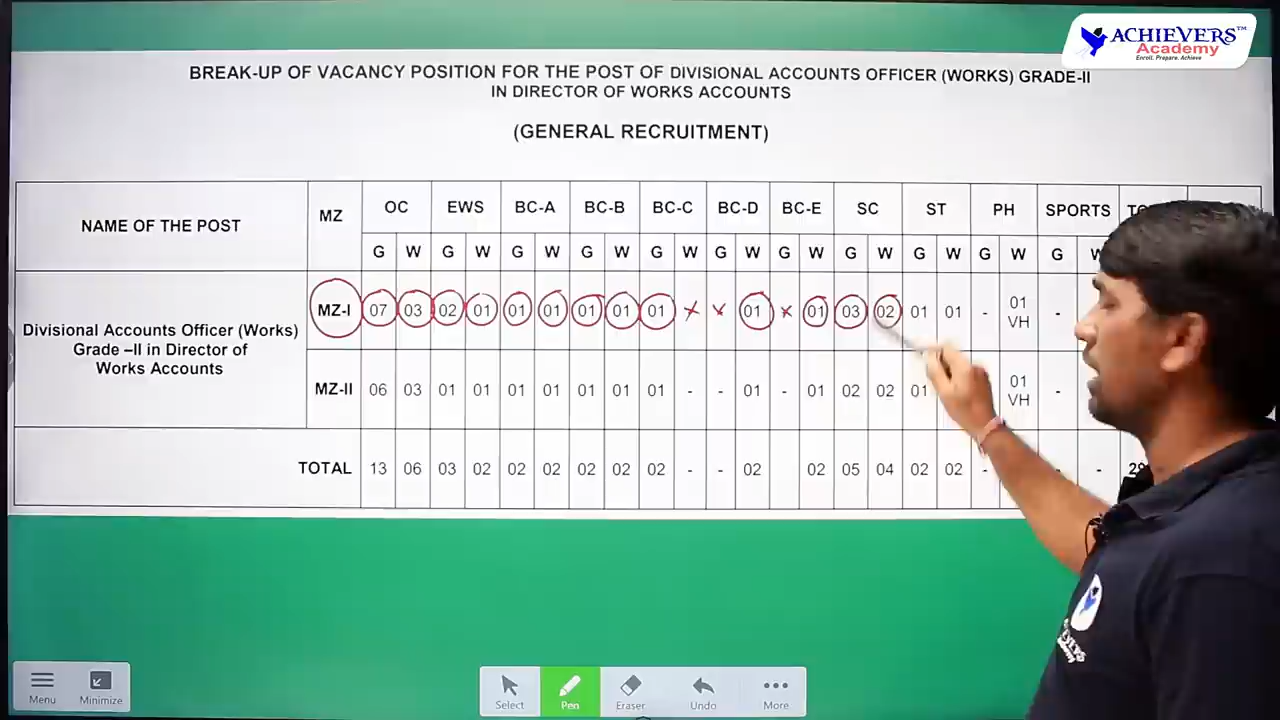 ACHIEVERS™
Academy
Enroll. Prepare. Achieve
BREAK-UP OF VACANCY POSITION FOR THE POST OF DIVISIONAL ACCOUNTS OFFICER (WORKS) GRADE-II
IN DIRECTOR OF WORKS ACCOUNTS
(GENERAL RECRUITMENT)
NAME OF THE POST MZ OC EWS BC-A BC-B BC-C BC-D BC-E SC ST PH SPORTS
G W G W G W G W G W G W G W G W G W G W G W
Divisional Accounts Officer (Works)
Grade –II in Director of
Works Accounts
MZ-I 07 03 02 01 01 01 01 01 01 × × 01 × 01 03 02 01 01 - 01 VH -
MZ-II 06 03 01 01 01 01 01 01 01 - - 01 - 01 02 02 01 01 VH -
TOTAL 13 06 03 02 02 02 02 02 02 - - 02 02 05 04 02 02 - - -
Menu Minimize Select Pen Eraser Undo More